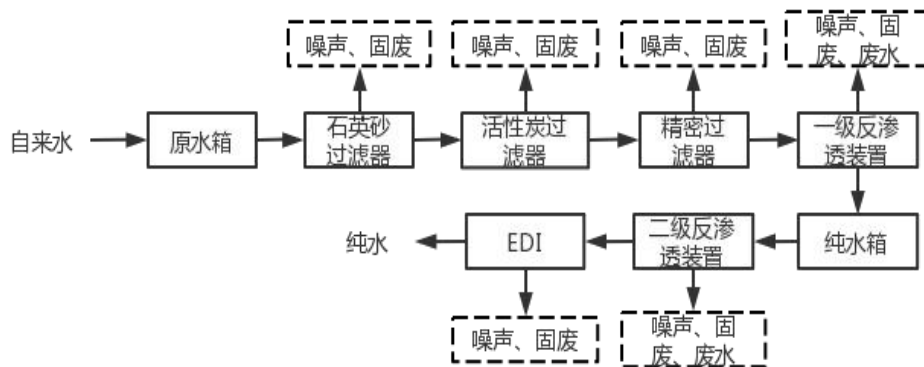 噪声、固废
噪声、固废
噪声、固废
噪声、固
废、废水
自来水
原水箱
石英砂
过滤器
活性炭过
滤器
精密过
滤器
一级反渗
透装置
纯水
EDI
二级反渗
透装置
纯水箱
噪声、固废
噪声、固
废、废水